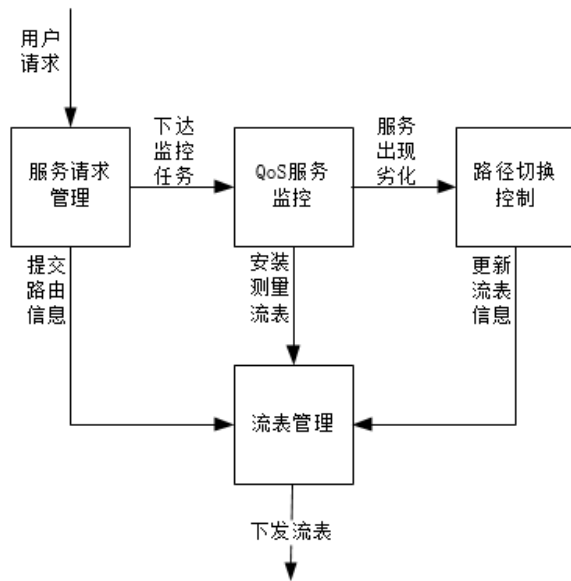 用户
请求
下达
监控
任务
服务
出现
劣化
服务请求
管理
QoS服务
监控
路径切换
控制
提交
路由
信息
安装
测量
流表
更新
流表
信息
流表管理
下发流表